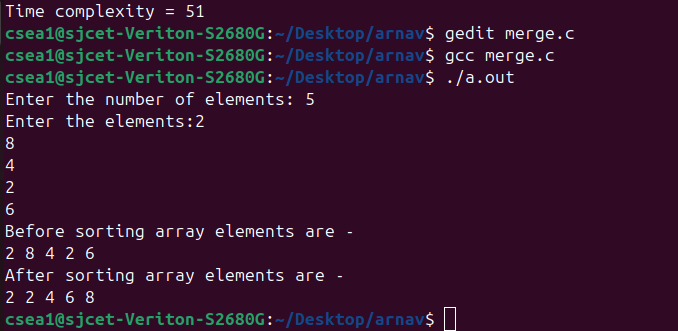 Time complexity = 51
csea1@sjcet-Veriton-S2680G:~/Desktop/arnav$ gedit merge.c
csea1@sjcet-Veriton-S2680G:~/Desktop/arnav$ gcc merge.c
csea1@sjcet-Veriton-S2680G:~/Desktop/arnav$ ./a.out
Enter the number of elements: 5
Enter the elements:2
8
4
2
6
Before sorting array elements are -
2 8 4 2 6
After sorting array elements are -
2 2 4 6 8
csea1@sjcet-Veriton-S2680G:~/Desktop/arnav$